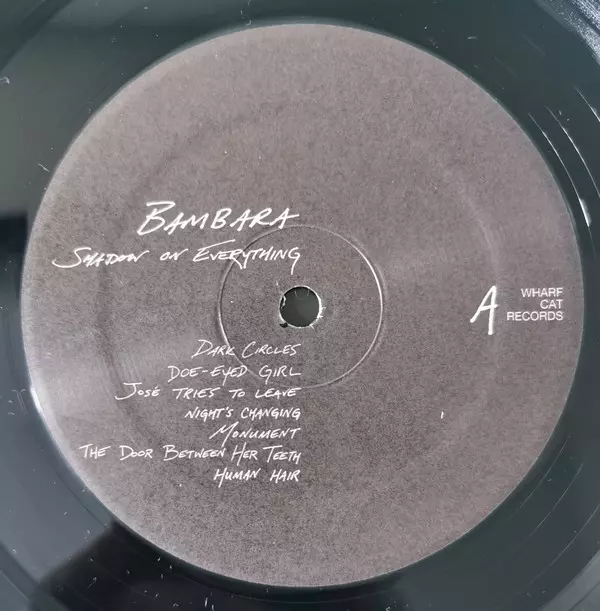 BAMBARA
SHADOW ON EVERYTHING
A
WHARF
CAT
RECORDS
DARK CIRCLES
DOE-EYED GIRL
JOSÉ TRIES TO LEAVE
NIGHT'S CHANGING
MONUMENT
THE DOOR BETWEEN HER TEETH
HUMAN HAIR